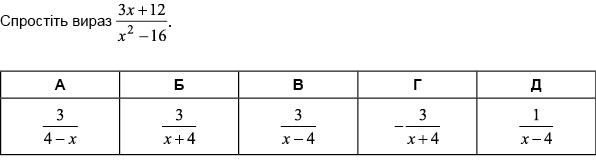 Спростіть вираз (3x+12)/(x² −16).
А Б В Г Д
3/(4−x) 3/(x+4) 3/(x−4) −3/(x+4) 1/(x−4)